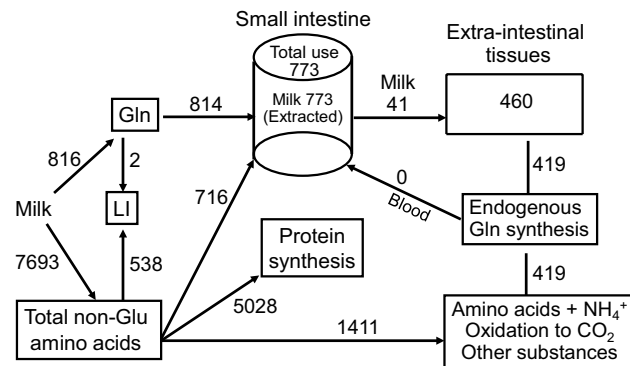 Small intestine
Extra-intestinal
tissues
Total use
773
Milk 773
(Extracted)
Milk
41
460
Gln
814
816
2
Milk
LI
716
0
Blood
419
Endogenous
Gln synthesis
7693
538
Protein
synthesis
5028
419
Total non-Glu
amino acids
1411
Amino acids + NH₄⁺
Oxidation to CO₂
Other substances